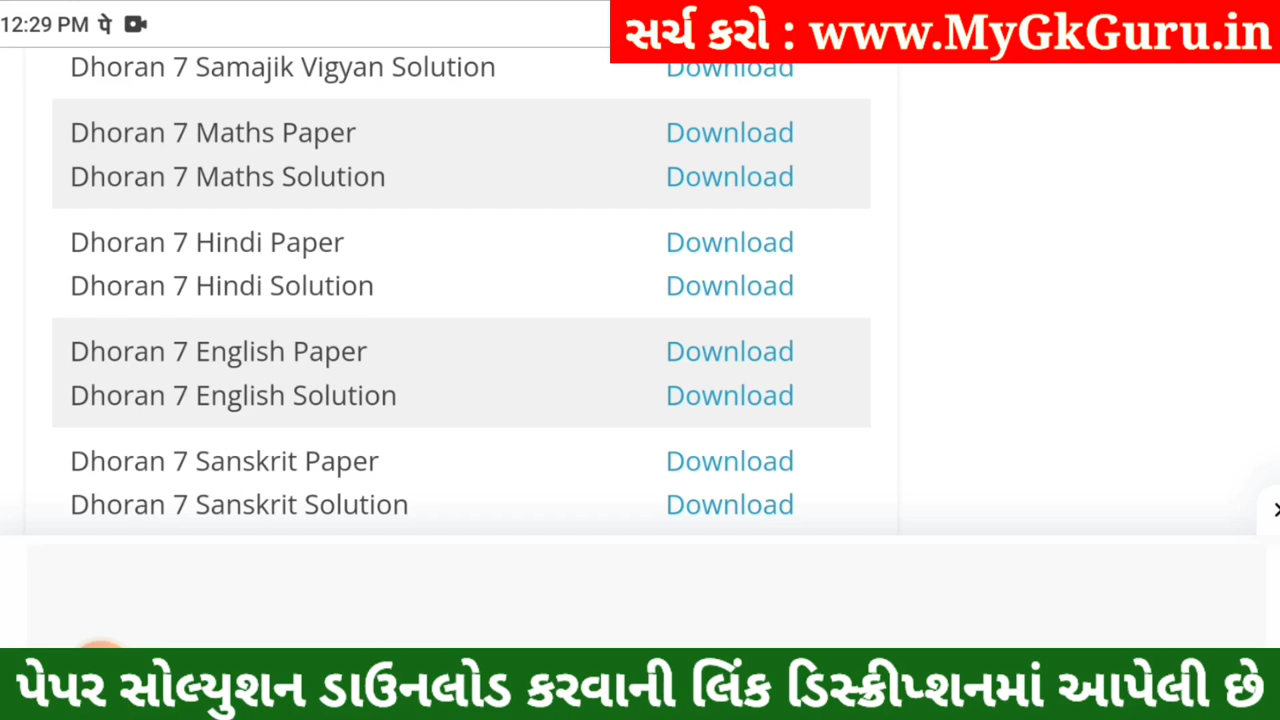 12:29 PM पे
સર્ચ કરો : www.MyGkGuru.in
Dhoran 7 Samajik Vigyan Solution Download
Dhoran 7 Maths Paper Download
Dhoran 7 Maths Solution Download
Dhoran 7 Hindi Paper Download
Dhoran 7 Hindi Solution Download
Dhoran 7 English Paper Download
Dhoran 7 English Solution Download
Dhoran 7 Sanskrit Paper Download
Dhoran 7 Sanskrit Solution Download
પેપર સોલ્યુશન ડાઉનલોડ કરવાની લિંક ડિસ્ક્રીપ્શનમાં આપેલી છે